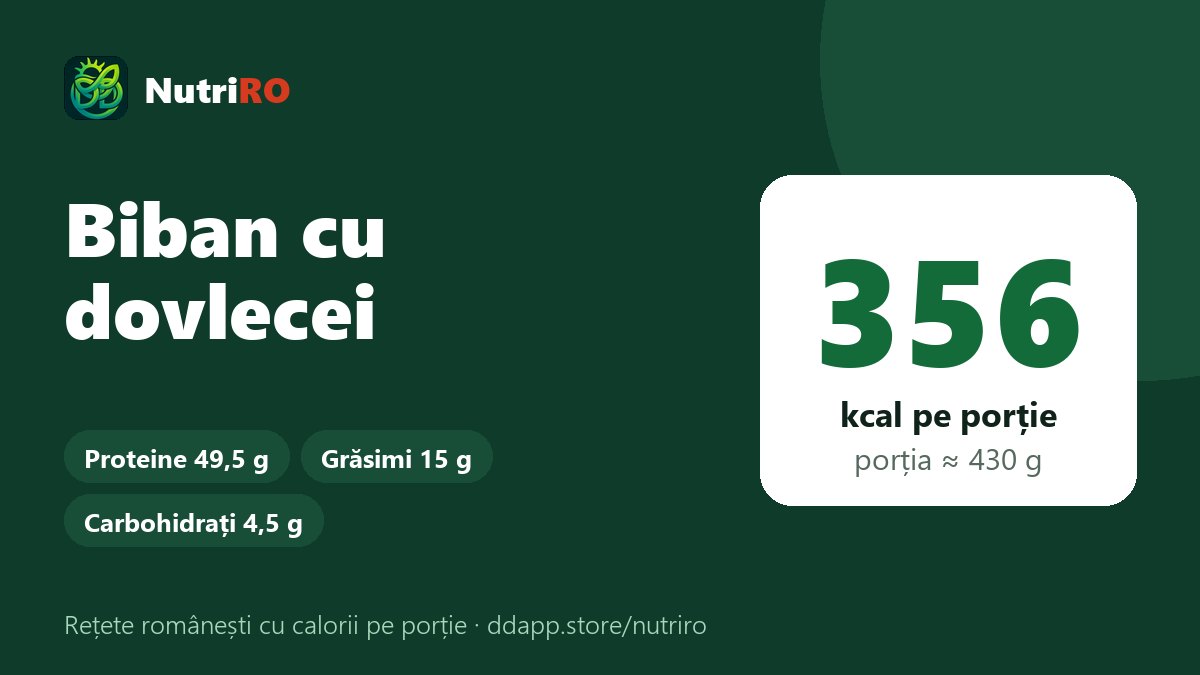 NutriRO
Biban cu
dovlecei
Proteine 49,5 g
Grăsimi 15 g
Carbohidrați 4,5 g
356
kcal pe porție
porția ≈ 430 g
Rețete românești cu calorii pe porție · ddapp.store/nutriro